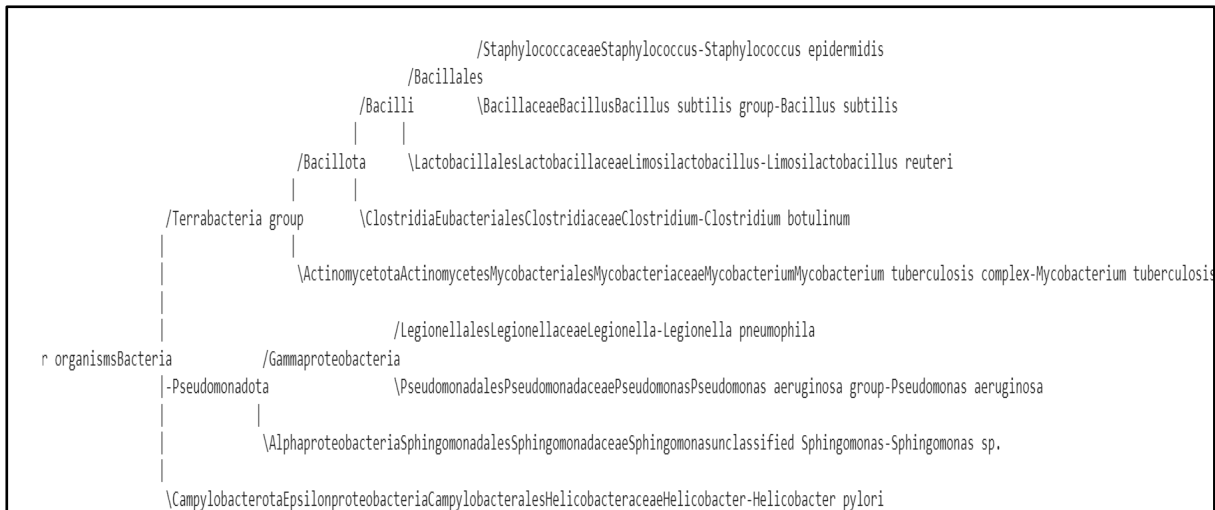 /StaphylococcaceaeStaphylococcus-Staphylococcus epidermidis
/Bacillales
/Bacilli \BacillaceaeBacillusBacillus subtilis group-Bacillus subtilis
| |
/Bacillota \LactobacillalesLactobacillaceaeLimosilactobacillus-Limosilactobacillus reuteri
| |
/Terrabacteria group \ClostridiaEubacterialesClostridiaceaeClostridium-Clostridium botulinum
| |
| \ActinomycetotaActinomycetesMycobacterialesMycobacteriaceaeMycobacteriumMycobacterium tuberculosis complex-Mycobacterium tuberculosis
|
| /LegionellalesLegionellaceaeLegionella-Legionella pneumophila
r organismsBacteria /Gammaproteobacteria
|-Pseudomonadota \PseudomonadalesPseudomonadaceaePseudomonasPseudomonas aeruginosa group-Pseudomonas aeruginosa
| |
| \AlphaproteobacteriaSphingomonadalesSphingomonadaceaeSphingomonasunclassified Sphingomonas-Sphingomonas sp.
|
\CampylobacterotaEpsilonproteobacteriaCampylobacteralesHelicobacteraceaeHelicobacter-Helicobacter pylori